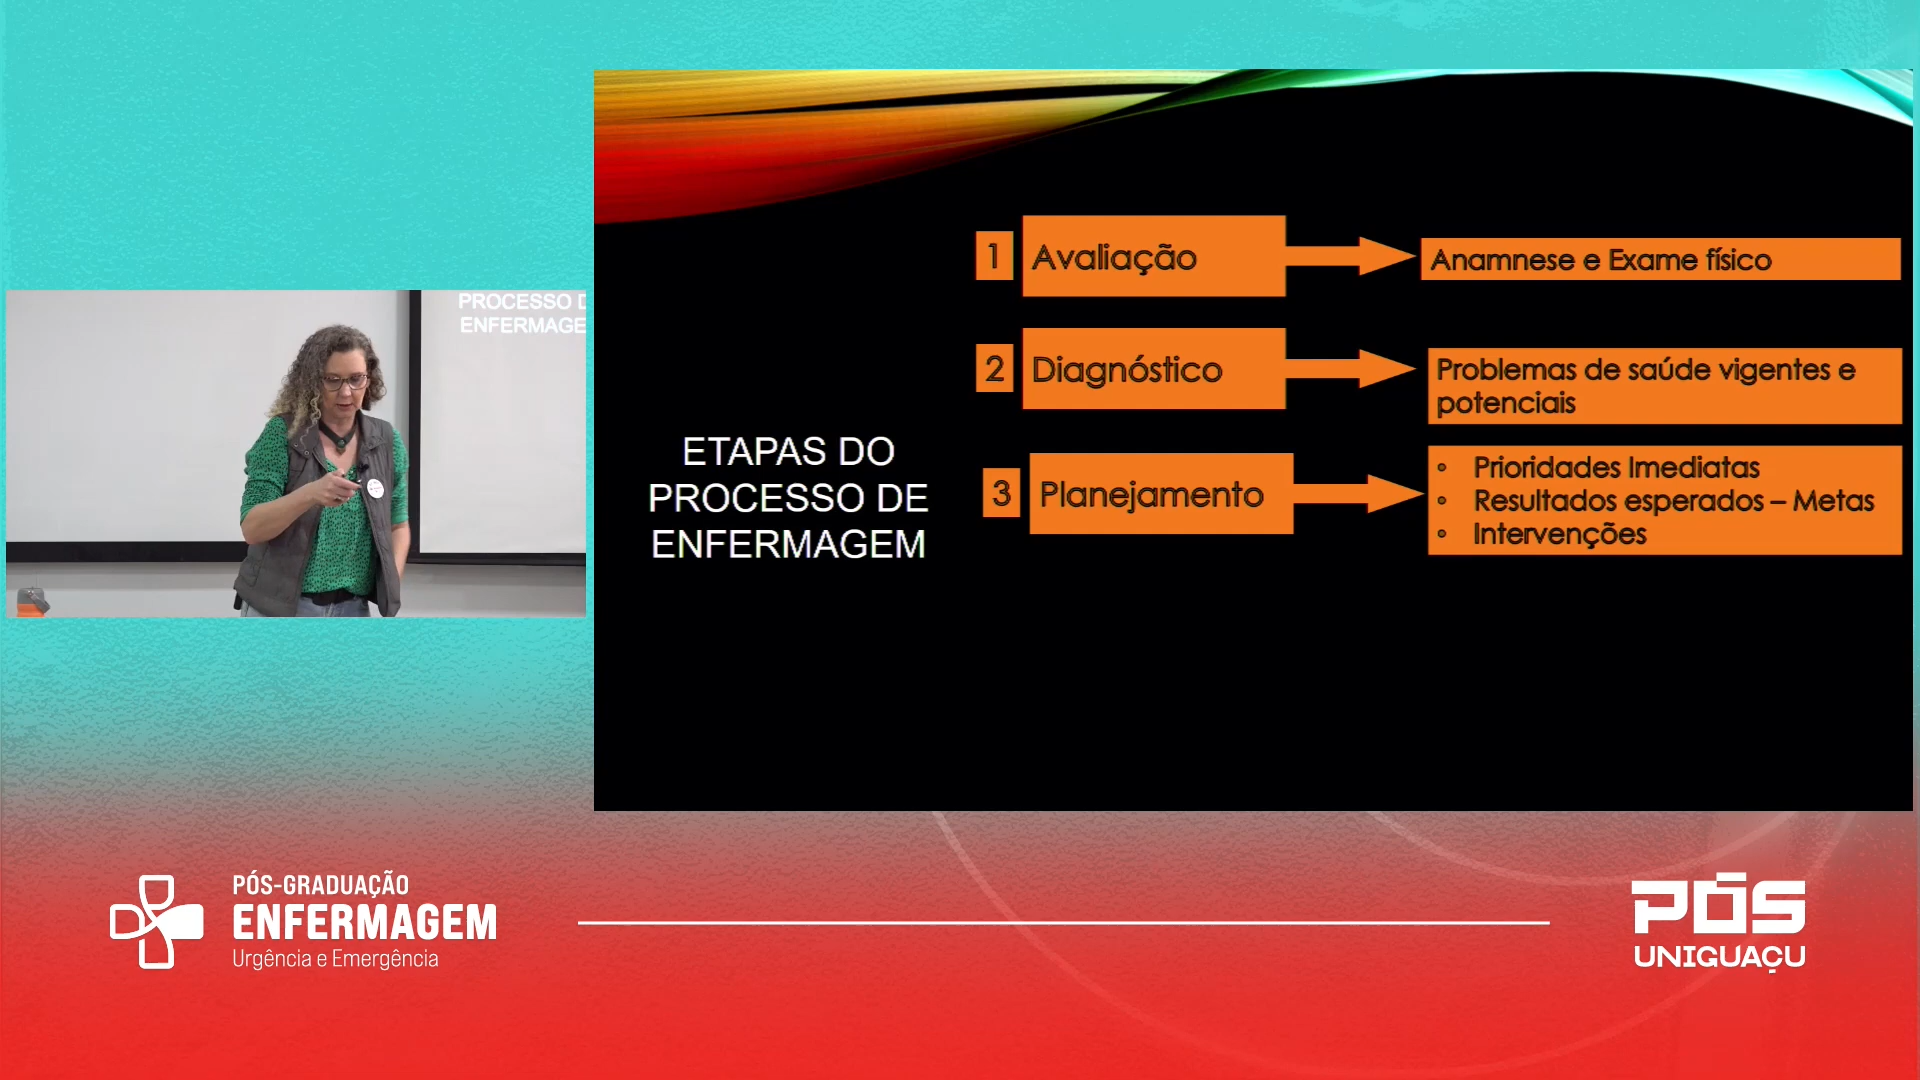 PROCESSO D
ENFERMAGE
ETAPAS DO
PROCESSO DE
ENFERMAGEM
1 Avaliação
Anamnese e Exame físico
2 Diagnóstico
Problemas de saúde vigentes e
potenciais
3 Planejamento
• Prioridades Imediatas
• Resultados esperados – Metas
• Intervenções
PÓS-GRADUAÇÃO
ENFERMAGEM
Urgência e Emergência
PÓS
UNIGUAÇU